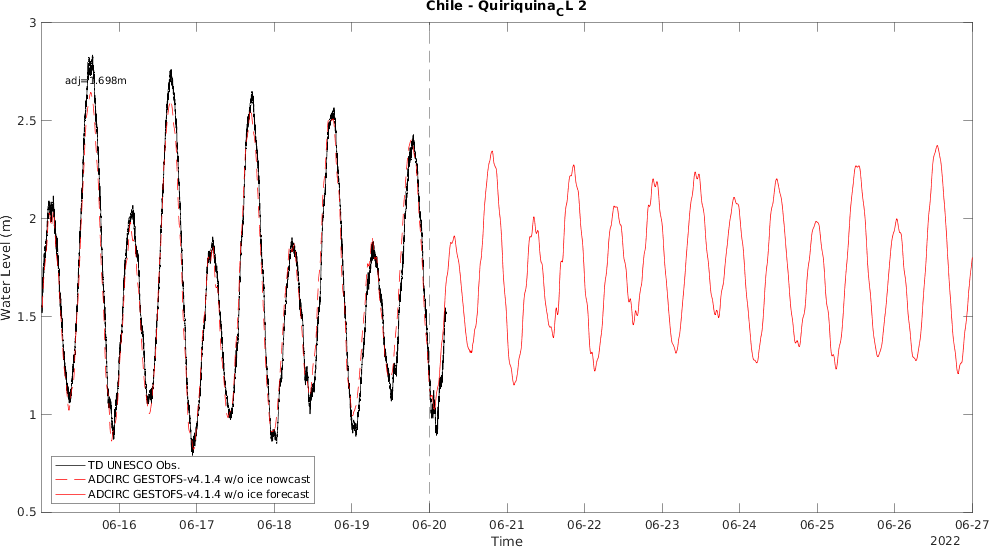 Chile - Quiriquina_CL 2
3
adj=1.698m
2.5
2
Water Level (m)
1.5
1
0.5
TD UNESCO Obs.
ADCIRC GESTOFS-v4.1.4 w/o ice nowcast
ADCIRC GESTOFS-v4.1.4 w/o ice forecast
06-16 06-17 06-18 06-19 06-20 06-21 06-22 06-23 06-24 06-25 06-26 06-27
Time
2022